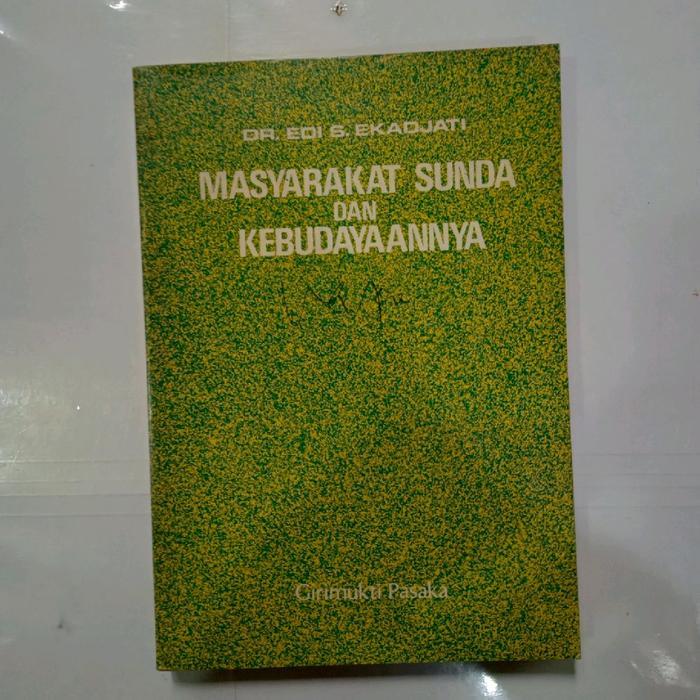 DR. EDI S. EKADJATI
MASYARAKAT SUNDA
DAN
KEBUDAYAANNYA
Girimukti Pasaka